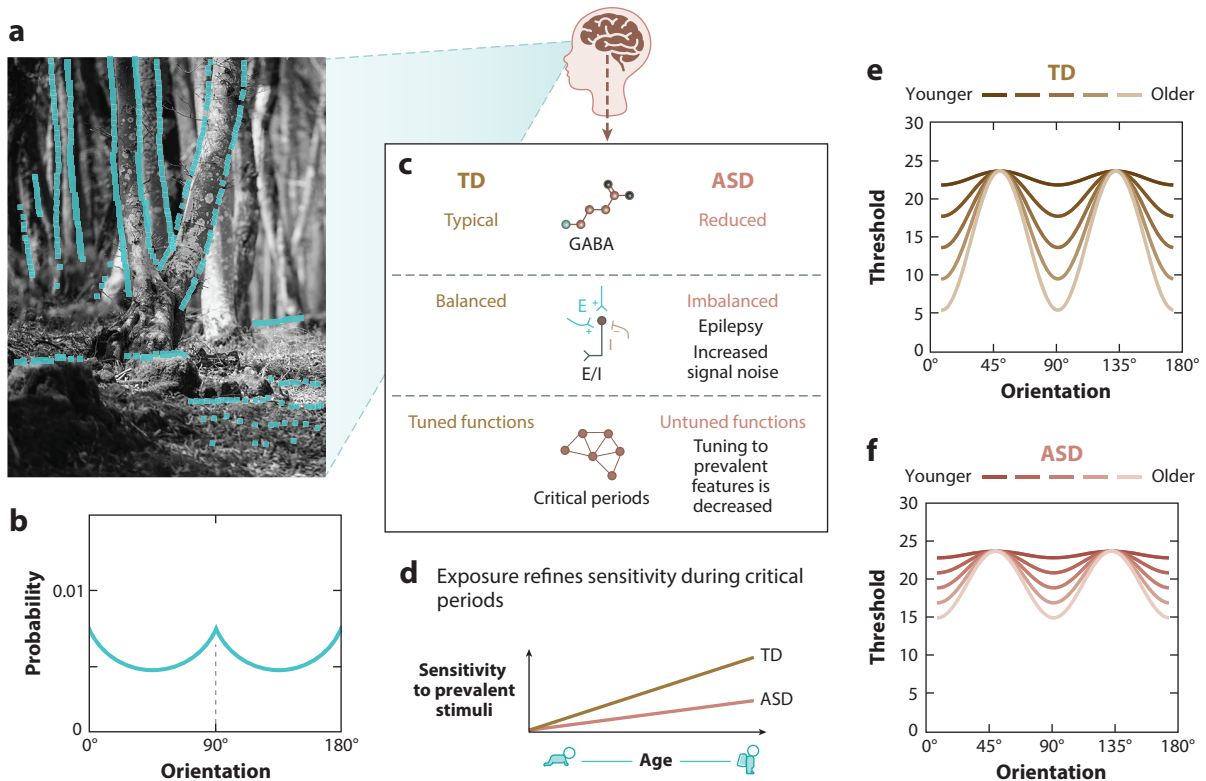 a
c
TD
ASD
Typical
GABA
Reduced
Balanced
E
+
+
−
I
E/I
Imbalanced
Epilepsy
Increased
signal noise
Tuned functions
Critical periods
Untuned functions
Tuning to
prevalent
features is
decreased
b
Probability
0.01
0
0°
90°
180°
Orientation
d
Exposure refines sensitivity during critical
periods
Sensitivity
to prevalent
stimuli
TD
ASD
Age
e
TD
Younger
Older
Threshold
30
25
20
15
10
5
0
0°
45°
90°
135°
180°
Orientation
f
ASD
Younger
Older
Threshold
30
25
20
15
10
5
0
0°
45°
90°
135°
180°
Orientation